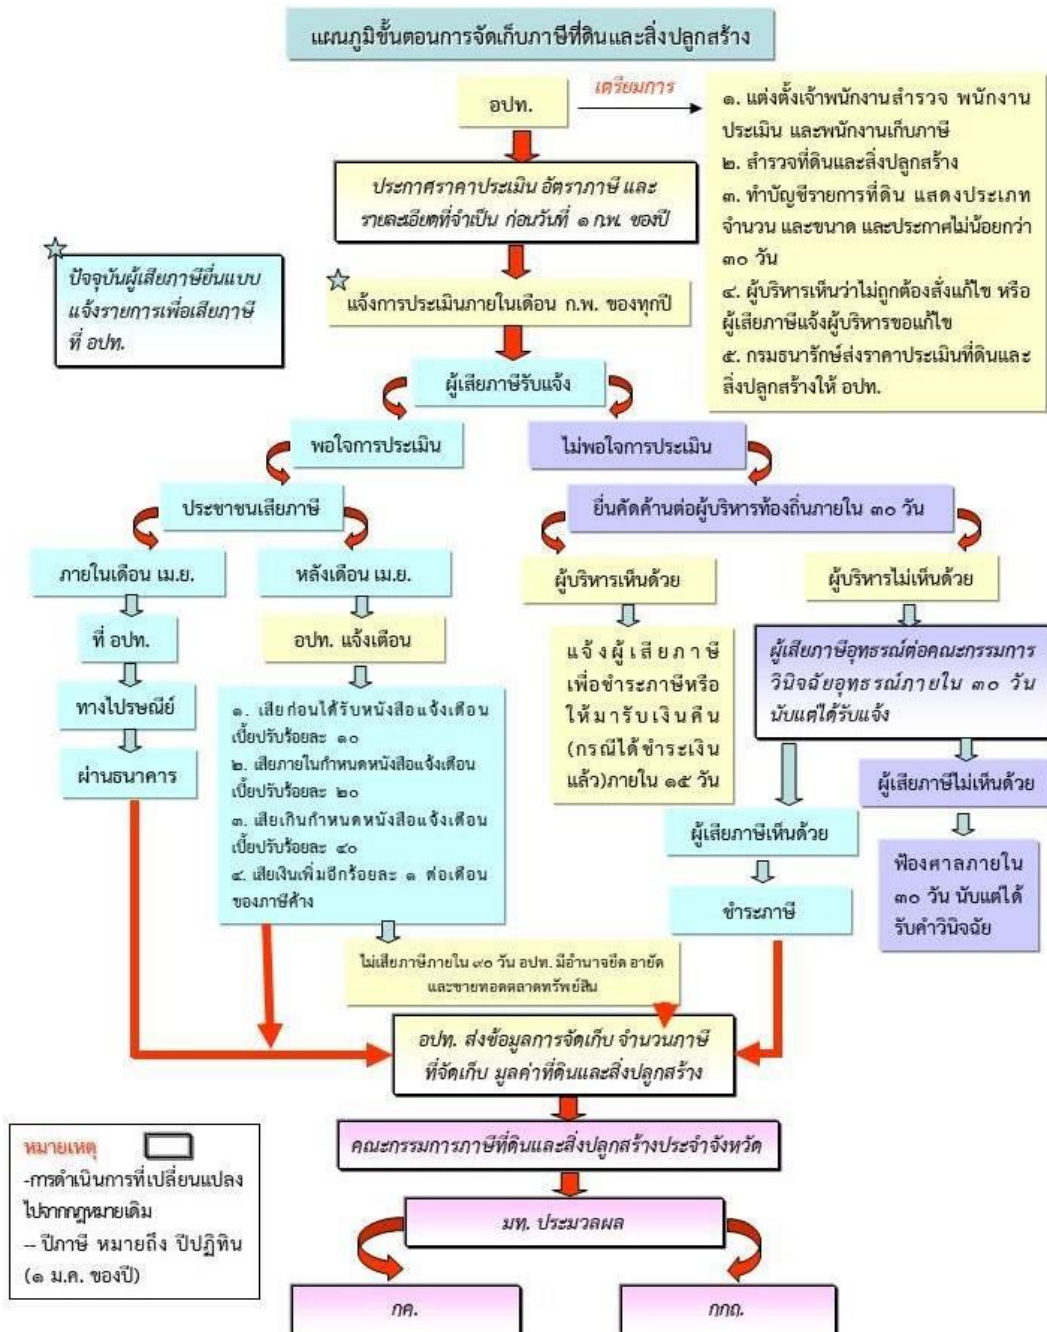 แผนภูมิขั้นตอนการจัดเก็บภาษีที่ดินและสิ่งปลูกสร้าง
อปท.
เตรียมการ
๑. แต่งตั้งเจ้าพนักงานสำรวจ พนักงาน
ประเมิน และพนักงานเก็บภาษี
๒. สำรวจที่ดินและสิ่งปลูกสร้าง
๓. ทำบัญชีรายการที่ดิน แสดงประเภท
จำนวน และขนาด และประกาศไม่น้อยกว่า
๓๐ วัน
๔. ผู้บริหารเห็นว่าไม่ถูกต้องสั่งแก้ไข หรือ
ผู้เสียภาษีแจ้งผู้บริหารขอแก้ไข
๕. กรมธนารักษ์ส่งราคาประเมินที่ดินและ
สิ่งปลูกสร้างให้ อปท.
ประกาศราคาประเมิน อัตราภาษี และ
รายละเอียดที่จำเป็น ก่อนวันที่ ๑ ก.พ. ของปี
ปัจจุบันผู้เสียภาษียื่นแบบ
แจ้งรายการเพื่อเสียภาษี
ที่ อปท.
แจ้งการประเมินภายในเดือน ก.พ. ของทุกปี
ผู้เสียภาษีรับแจ้ง
พอใจการประเมิน
ไม่พอใจการประเมิน
ประชาชนเสียภาษี
ยื่นคัดค้านต่อผู้บริหารท้องถิ่นภายใน ๓๐ วัน
ภายในเดือน เม.ย.
หลังเดือน เม.ย.
ผู้บริหารเห็นด้วย
ผู้บริหารไม่เห็นด้วย
ที่ อปท.
ทางไปรษณีย์
ผ่านธนาคาร
อปท. แจ้งเตือน
๑. เสียก่อนได้รับหนังสือแจ้งเตือน
เบี้ยปรับร้อยละ ๑๐
๒. เสียภายในกำหนดหนังสือแจ้งเตือน
เบี้ยปรับร้อยละ ๒๐
๓. เสียเกินกำหนดหนังสือแจ้งเตือน
เบี้ยปรับร้อยละ ๔๐
๔. เสียเงินเพิ่มอีกร้อยละ ๑ ต่อเดือน
ของภาษีค้าง
แจ้งผู้เสียภาษี
เพื่อชำระภาษีหรือ
ให้มารับเงินคืน
(กรณีได้ชำระเงิน
แล้ว)ภายใน ๑๕ วัน
ผู้เสียภาษีอุทธรณ์ต่อคณะกรรมการ
วินิจฉัยอุทธรณ์ภายใน ๓๐ วัน
นับแต่ได้รับแจ้ง
ผู้เสียภาษีเห็นด้วย
ชำระภาษี
ผู้เสียภาษีไม่เห็นด้วย
ฟ้องศาลภายใน
๓๐ วัน นับแต่ได้
รับคำวินิจฉัย
ไม่เสียภาษีภายใน ๙๐ วัน อปท. มีอำนาจยึด อายัด
และขายทอดตลาดทรัพย์สิน
อปท. ส่งข้อมูลการจัดเก็บ จำนวนภาษี
ที่จัดเก็บ มูลค่าที่ดินและสิ่งปลูกสร้าง
คณะกรรมการภาษีที่ดินและสิ่งปลูกสร้างประจำจังหวัด
มท. ประมวลผล
กค.
กกถ.
หมายเหตุ
-การดำเนินการที่เปลี่ยนแปลง
ไปจากกฎหมายเดิม
-- ปีภาษี หมายถึง ปีปฏิทิน
(๑ ม.ค. ของปี)